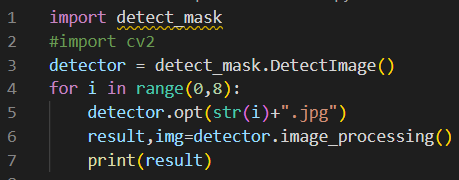 1 import detect_mask
2 #import cv2
3 detector = detect_mask.DetectImage()
4 for i in range(0,8):
5     detector.opt(str(i)+".jpg")
6     result,img=detector.image_processing()
7     print(result)